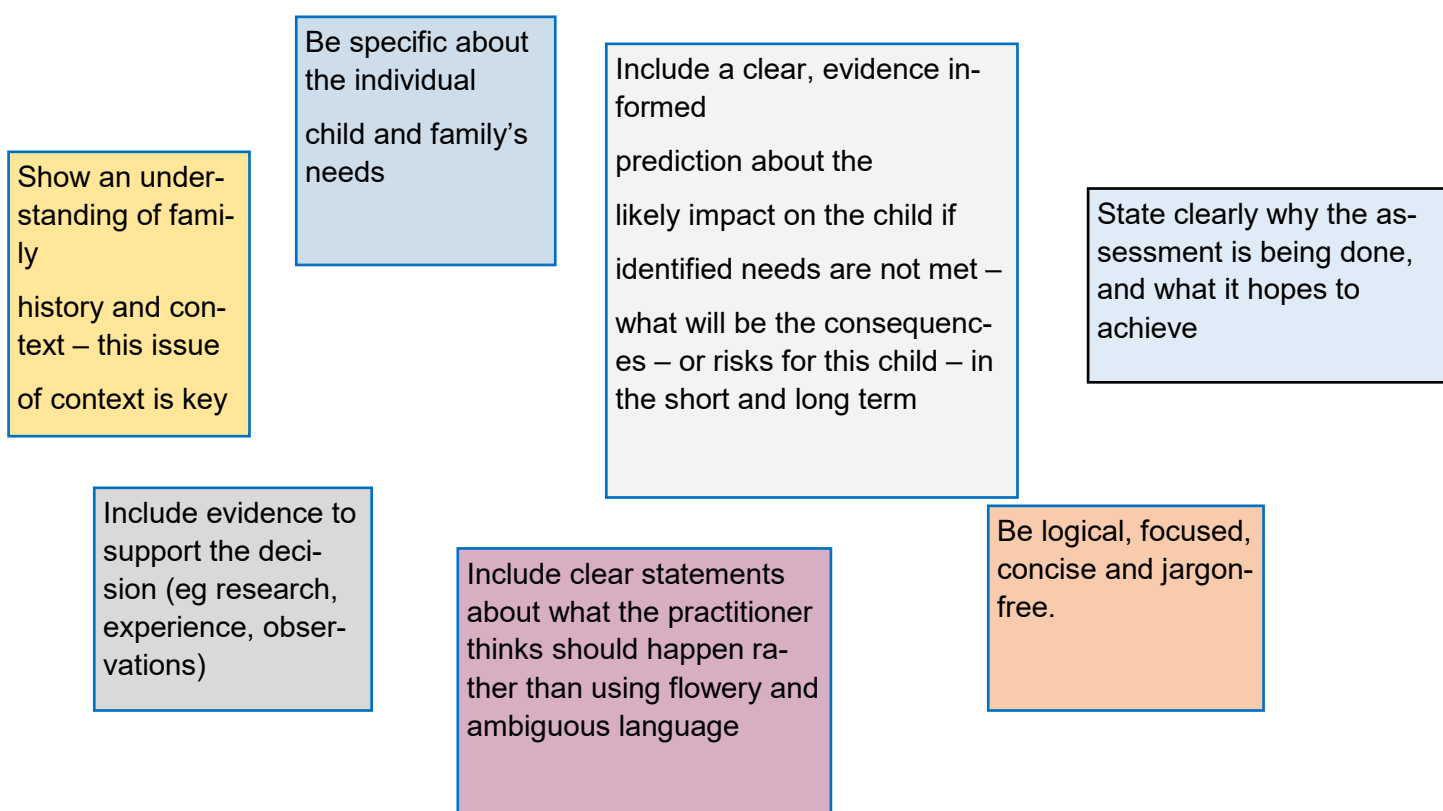 Be specific about
the individual
child and family's
needs
Include a clear, evidence in-
formed
prediction about the
likely impact on the child if
identified needs are not met –
what will be the consequenc-
es – or risks for this child – in
the short and long term
Show an under-
standing of fami-
ly
history and con-
text – this issue
of context is key
State clearly why the as-
sessment is being done,
and what it hopes to
achieve
Include evidence to
support the deci-
sion (eg research,
experience, obser-
vations)
Include clear statements
about what the practitioner
thinks should happen ra-
ther than using flowery and
ambiguous language
Be logical, focused,
concise and jargon-
free.